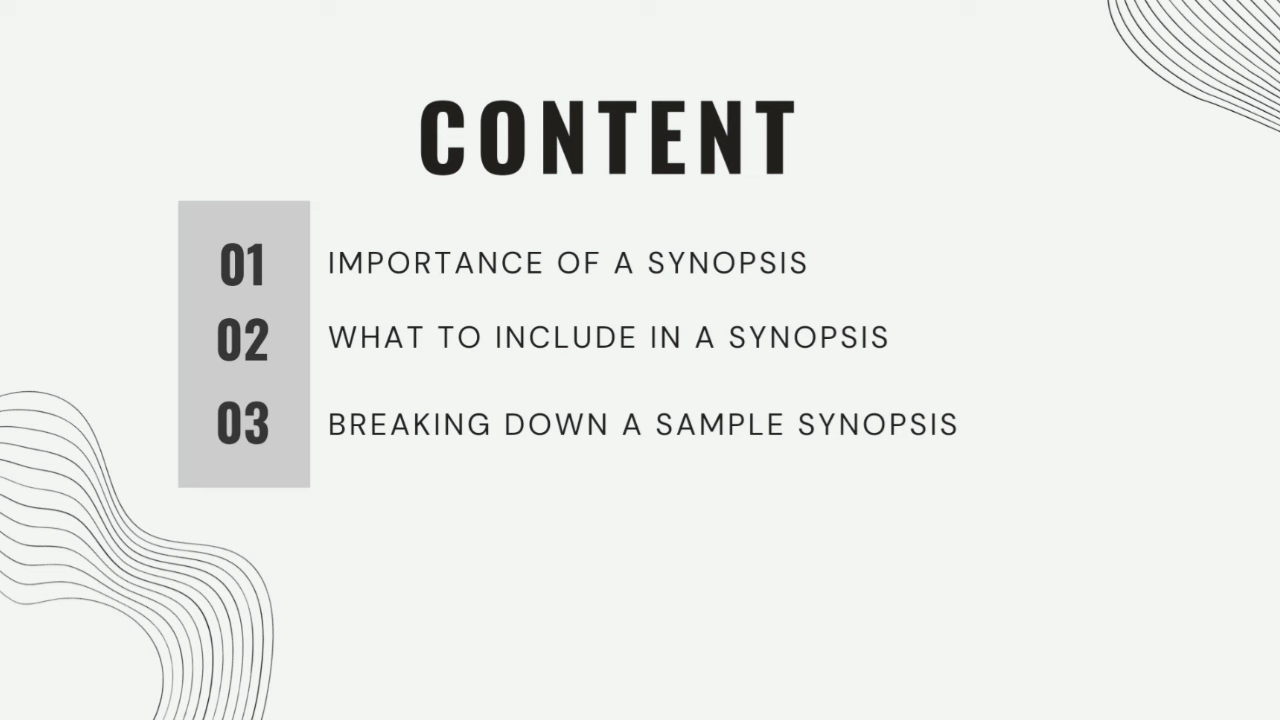 CONTENT
01 IMPORTANCE OF A SYNOPSIS
02 WHAT TO INCLUDE IN A SYNOPSIS
03 BREAKING DOWN A SAMPLE SYNOPSIS